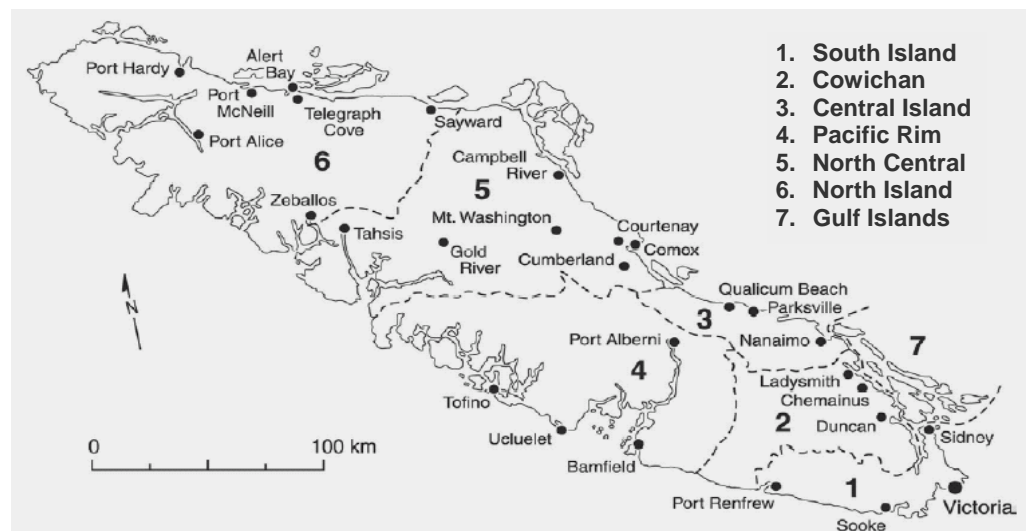 1. South Island
2. Cowichan
3. Central Island
4. Pacific Rim
5. North Central
6. North Island
7. Gulf Islands
Port Hardy
Alert
Bay
Port
McNeill
Telegraph
Cove
Port Alice
Sayward
6
Campbell
River
5
Zeballos
Tahsis
Mt. Washington
Gold
River
Courtenay
Comox
Cumberland
Qualicum Beach
Parksville
3
Nanaimo
7
N
Port Alberni
4
Ladysmith
Chemainus
2
Duncan
Sidney
Tofino
Ucluelet
Bamfield
0 100 km
Port Renfrew
1
Victoria
Sooke